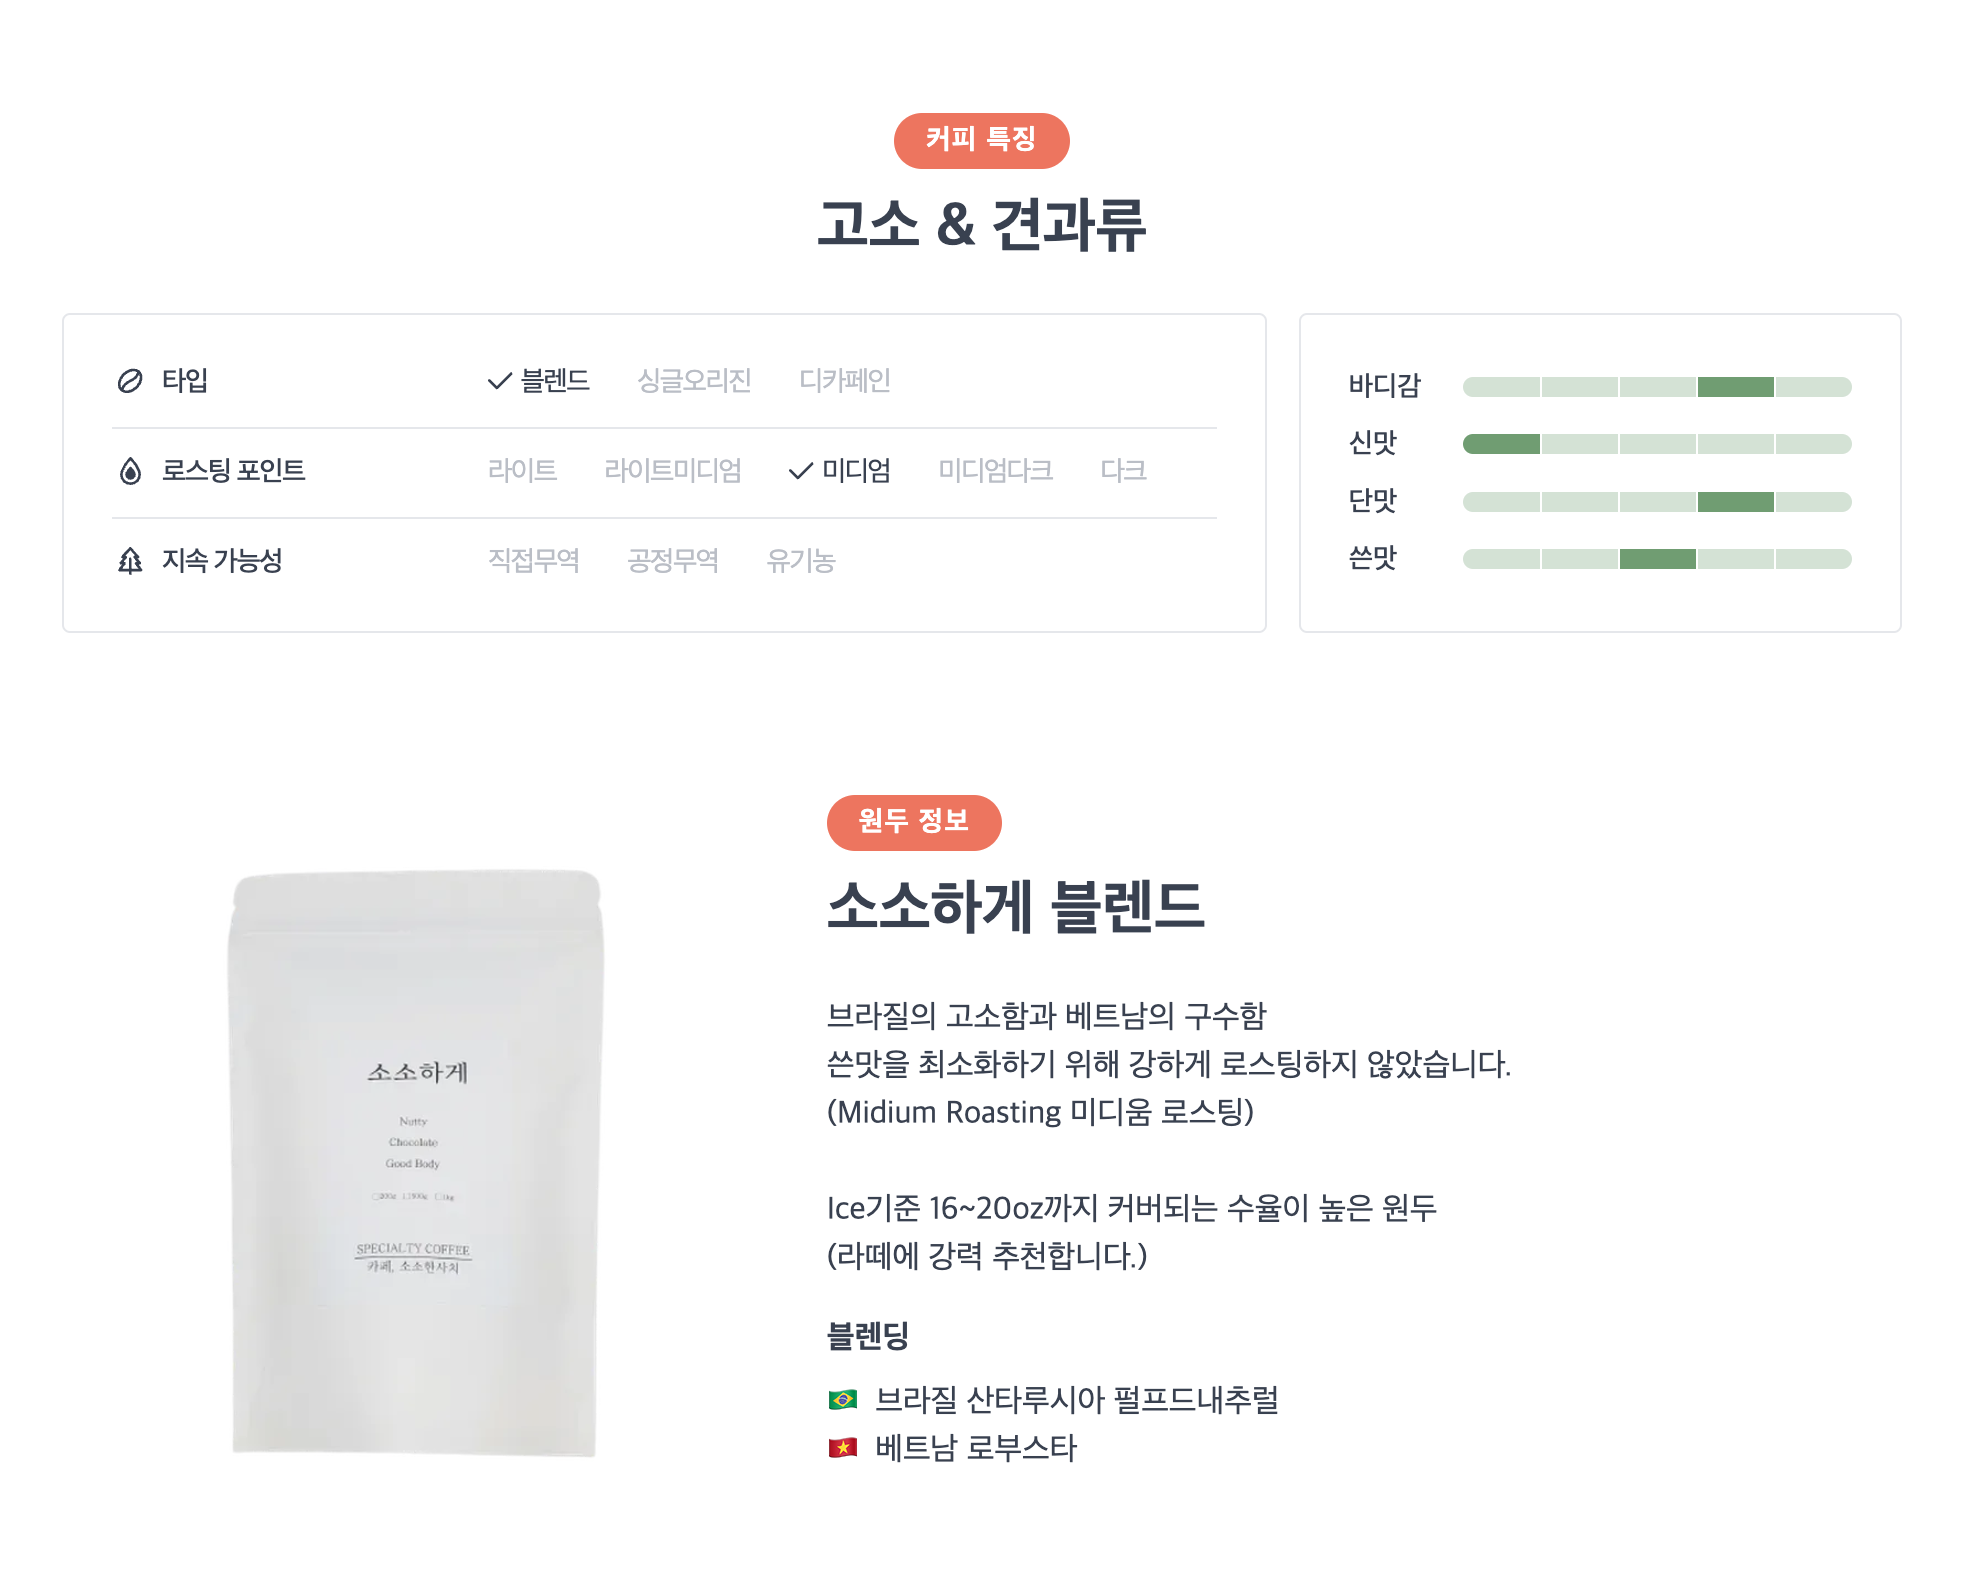 커피 특징
고소 & 견과류
타입 블렌드 싱글오리진 디카페인
로스팅 포인트 라이트 라이트미디엄 미디엄 미디엄다크 다크
지속 가능성 직접무역 공정무역 유기농
바디감
신맛
단맛
쓴맛
원두 정보
소소하게 블렌드
브라질의 고소함과 베트남의 구수함
쓴맛을 최소화하기 위해 강하게 로스팅하지 않았습니다.
(Midium Roasting 미디움 로스팅)
Ice기준 16~20oz까지 커버되는 수율이 높은 원두
(라떼에 강력 추천합니다.)
블렌딩
브라질 산타루시아 펄프드내추럴
베트남 로부스타
소소하게
Nutty
Chocolate
Good Body
200g 500g 1kg
SPECIALTY COFFEE
카페, 소소한사치